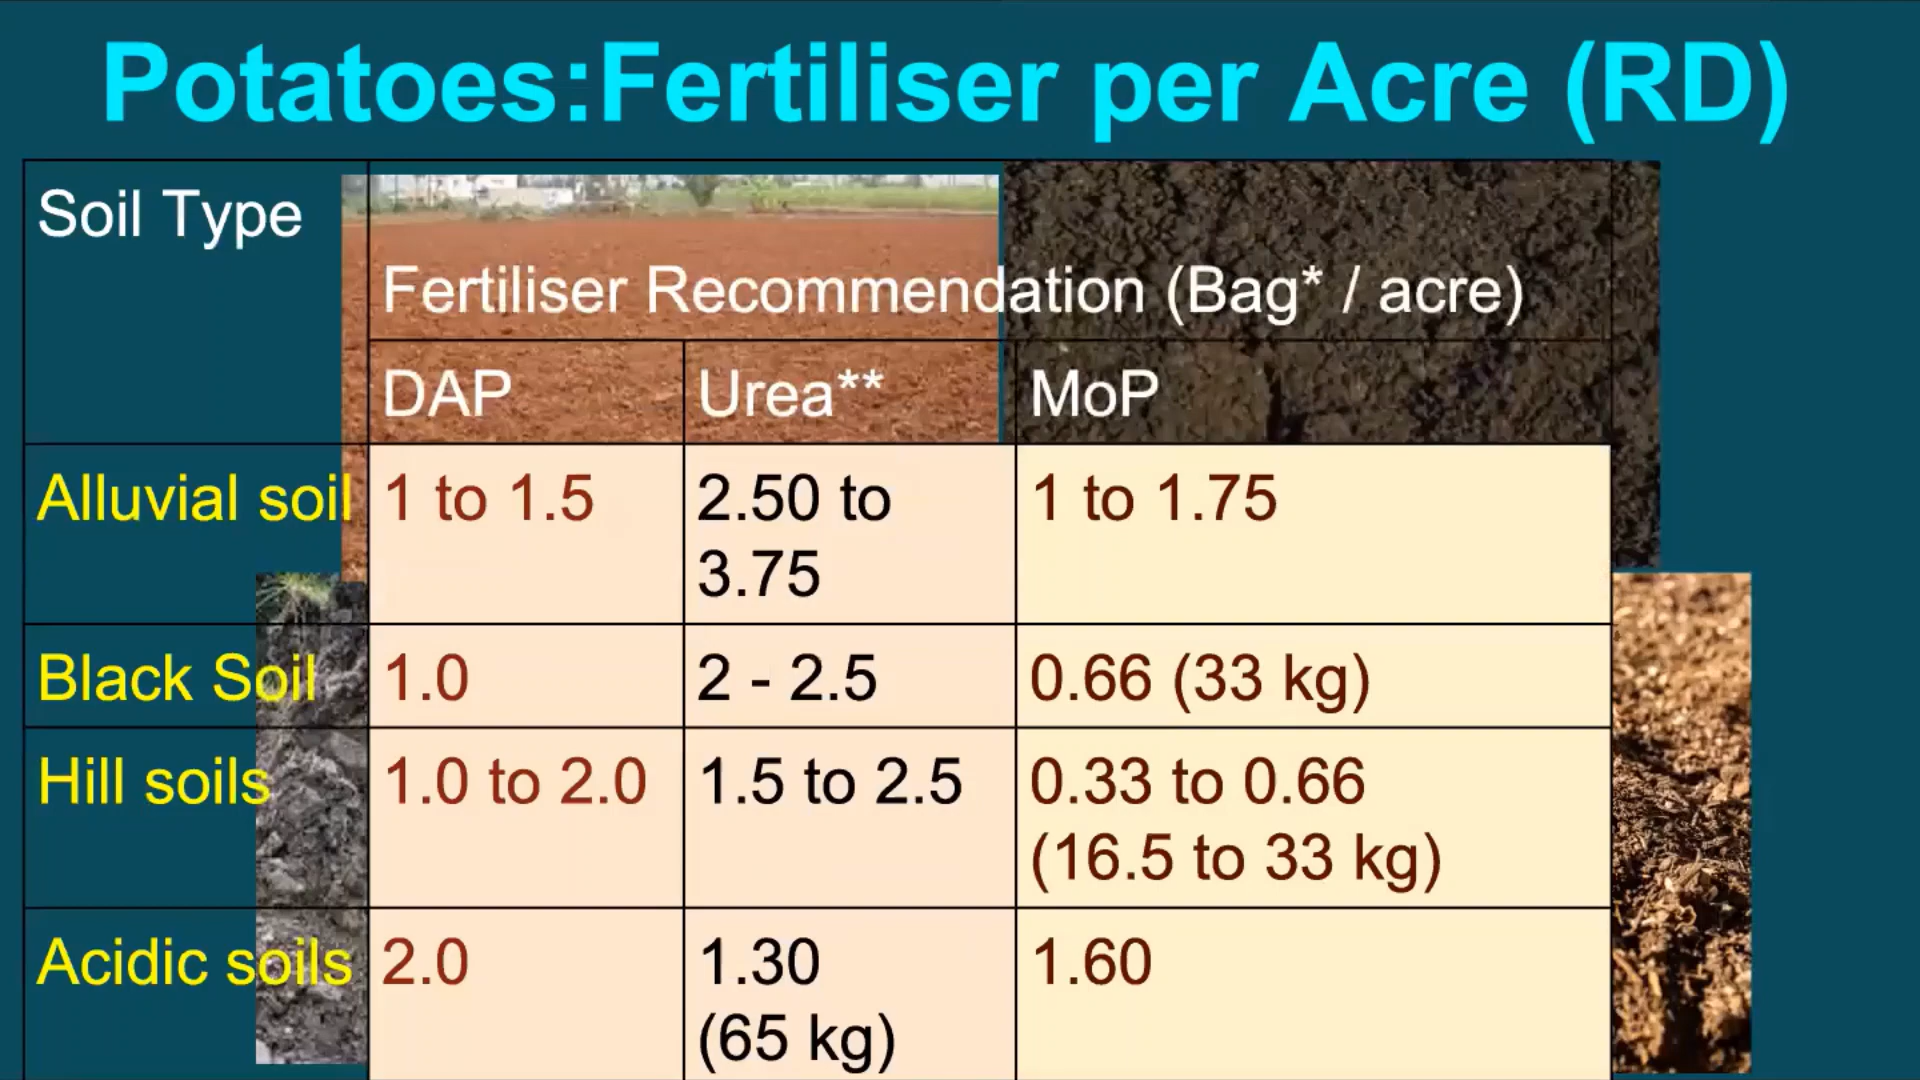 Potatoes:Fertiliser per Acre (RD)
Soil Type
Fertiliser Recommendation (Bag* / acre)
DAP
Urea**
MoP
Alluvial soil
1 to 1.5
2.50 to
3.75
1 to 1.75
Black Soil
1.0
2 - 2.5
0.66 (33 kg)
Hill soils
1.0 to 2.0
1.5 to 2.5
0.33 to 0.66
(16.5 to 33 kg)
Acidic soils
2.0
1.30
(65 kg)
1.60